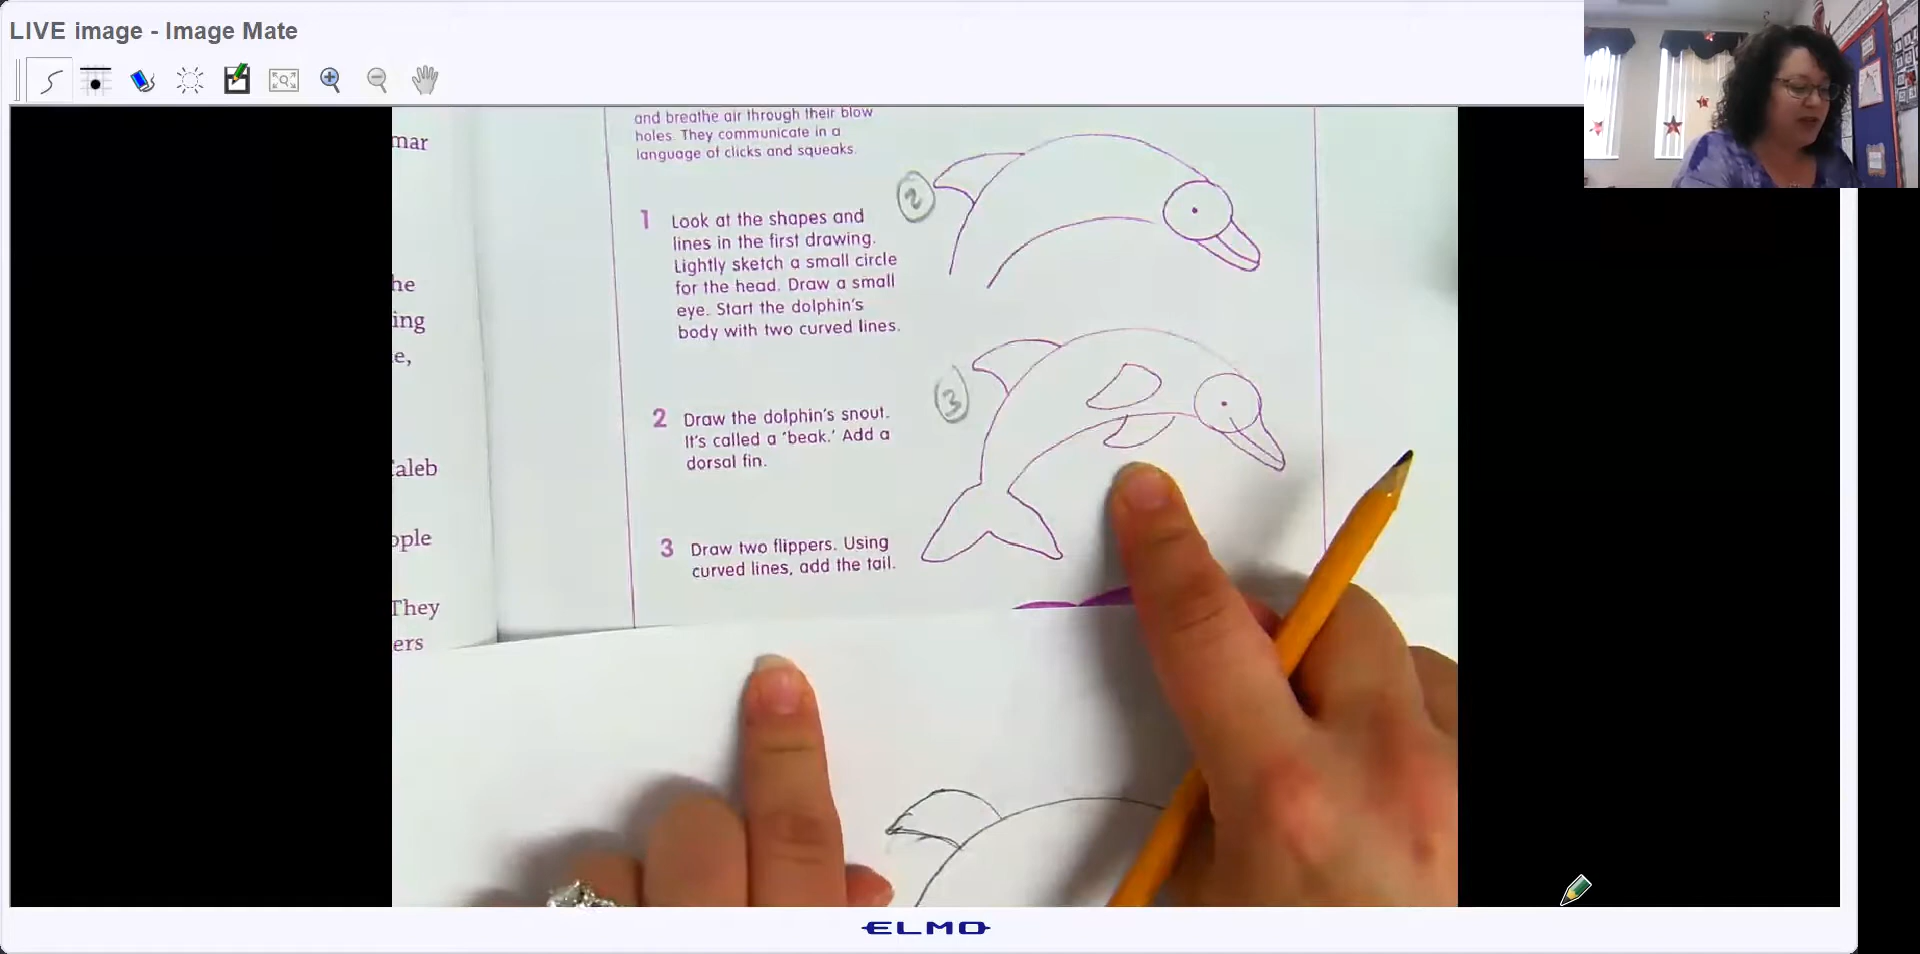 LIVE image - Image Mate
mar
he
ing
e,
Caleb
ople
They
ers
and breathe air through their blow
holes. They communicate in a
language of clicks and squeaks.
1 Look at the shapes and
lines in the first drawing.
Lightly sketch a small circle
for the head. Draw a small
eye. Start the dolphin's
body with two curved lines.
2 Draw the dolphin's snout.
It's called a 'beak.' Add a
dorsal fin.
3 Draw two flippers. Using
curved lines, add the tail.
2
3
ELMO